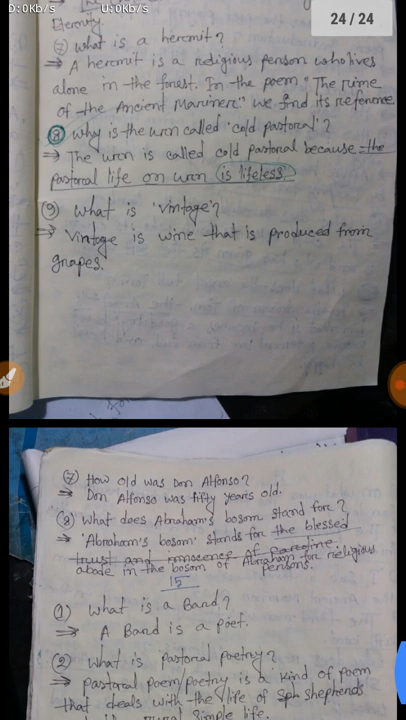 D:0Kb/s U:0Kb/s
24 / 24
Eternity.
(7) what is a hermit?
⇒ A hermit is a religious person who lives
alone in the forest. In the poem "The rime
of the Ancient Mariner" we find its reference
(8) why is the urn called 'cold pastoral'?
⇒ The urn is called cold pastoral because the
pastoral life on urn is lifeless.
(9) what is 'vintage'?
⇒ Vintage is wine that is produced from
grapes.
(7) How old was Don Alfonso?
⇒ Don Alfonso was fifty years old.
(8) What does Abraham's bosom stand for?
⇒ 'Abraham's bosom' stands for the blessed
trust and innocence of paradise.
abode in the bosom of Abraham for religious
persons.
15
(1) What is a Bard?
⇒ A Bard is a poet.
(2) What is 'Pastoral poetry?
⇒ Pastoral poem/poetry is a kind of poem
that deals with the life of shepherds
simple life.